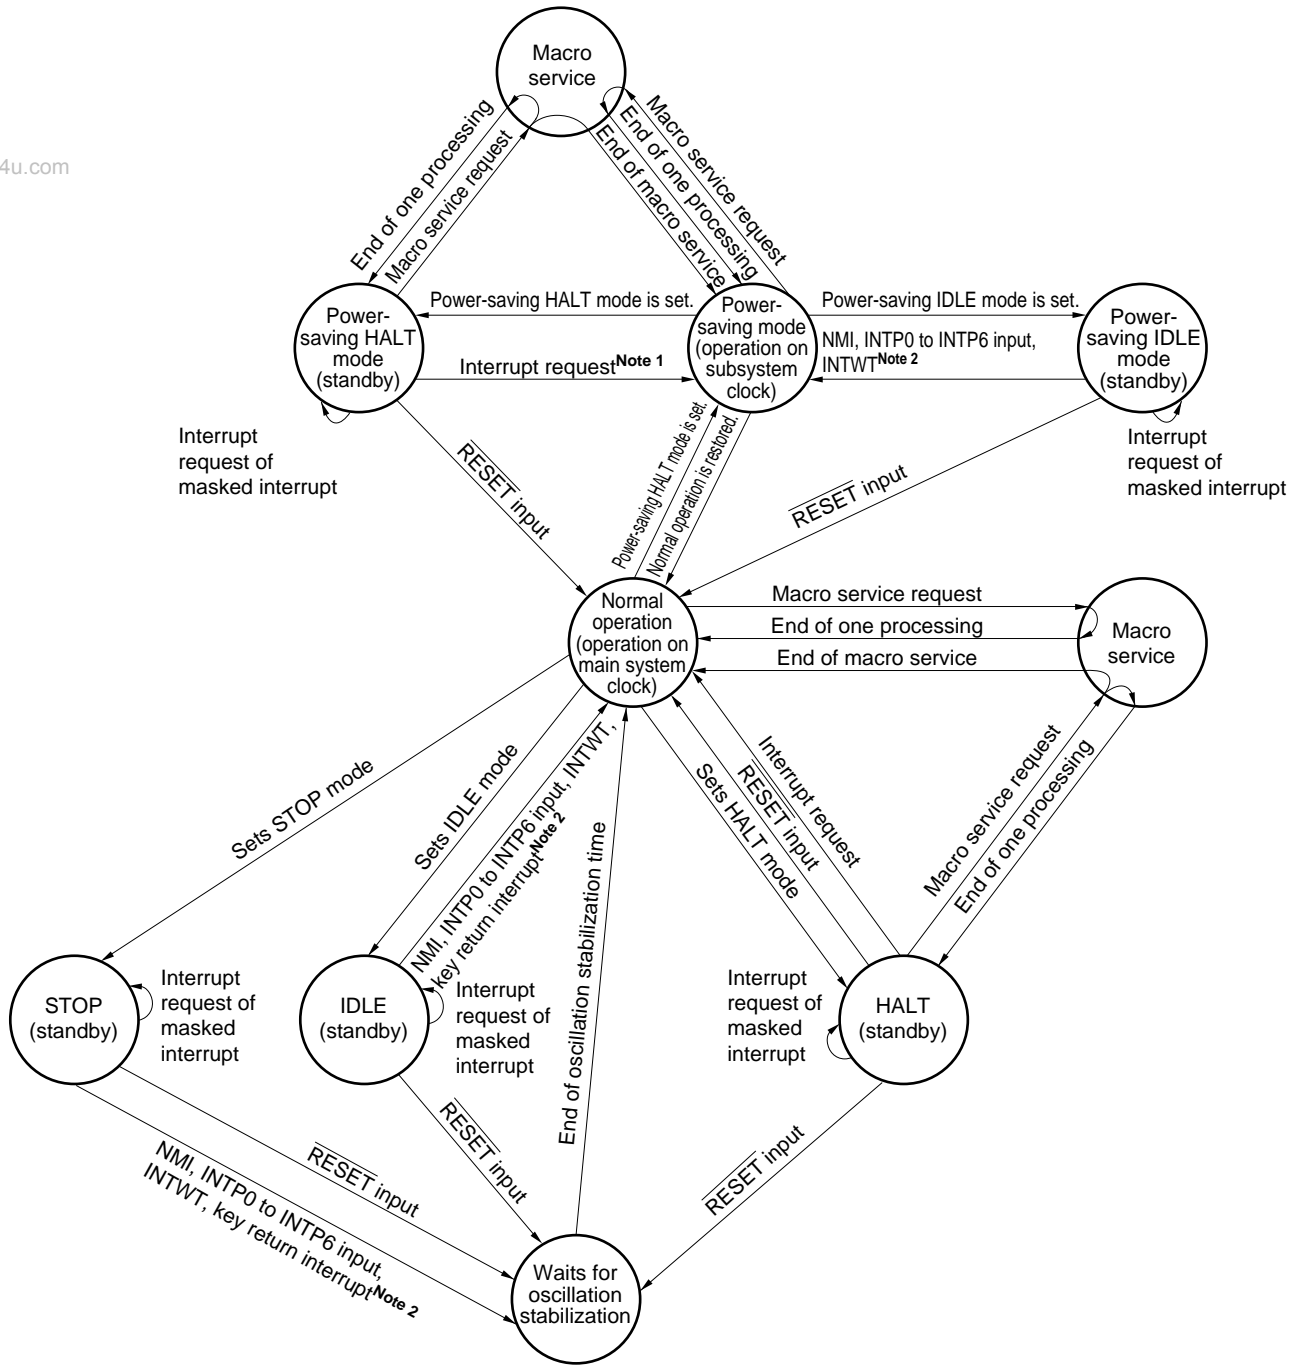 Macro
service
4u.com
End of one processing
Macro service request
End of macro service
End of one processing
Macro service request
Power-
saving HALT
mode
(standby)
Power-saving HALT mode is set.
Interrupt request Note 1
Power-
saving mode
(operation on
subsystem
clock)
Power-saving IDLE mode is set.
NMI, INTP0 to INTP6 input,
INTWT Note 2
Power-
saving IDLE
mode
(standby)
Interrupt
request of
masked interrupt
RESET input
Power-saving HALT mode is set.
Normal operation is restored.
RESET input
Interrupt
request of
masked interrupt
Normal
operation
(operation on
main system
clock)
Macro service request
End of one processing
End of macro service
Macro
service
Sets STOP mode
Sets IDLE mode
NMI, INTP0 to INTP6 input, INTWT,
key return interrupt Note 2
End of oscillation stabilization time
Sets HALT mode
RESET input
Interrupt request
Macro service request
End of one processing
STOP
(standby)
Interrupt
request of
masked
interrupt
IDLE
(standby)
Interrupt
request of
masked
interrupt
Interrupt
request of
masked
interrupt
HALT
(standby)
RESET input
NMI, INTP0 to INTP6 input,
INTWT, key return interrupt Note 2
RESET input
RESET input
Waits for
oscillation
stabilization